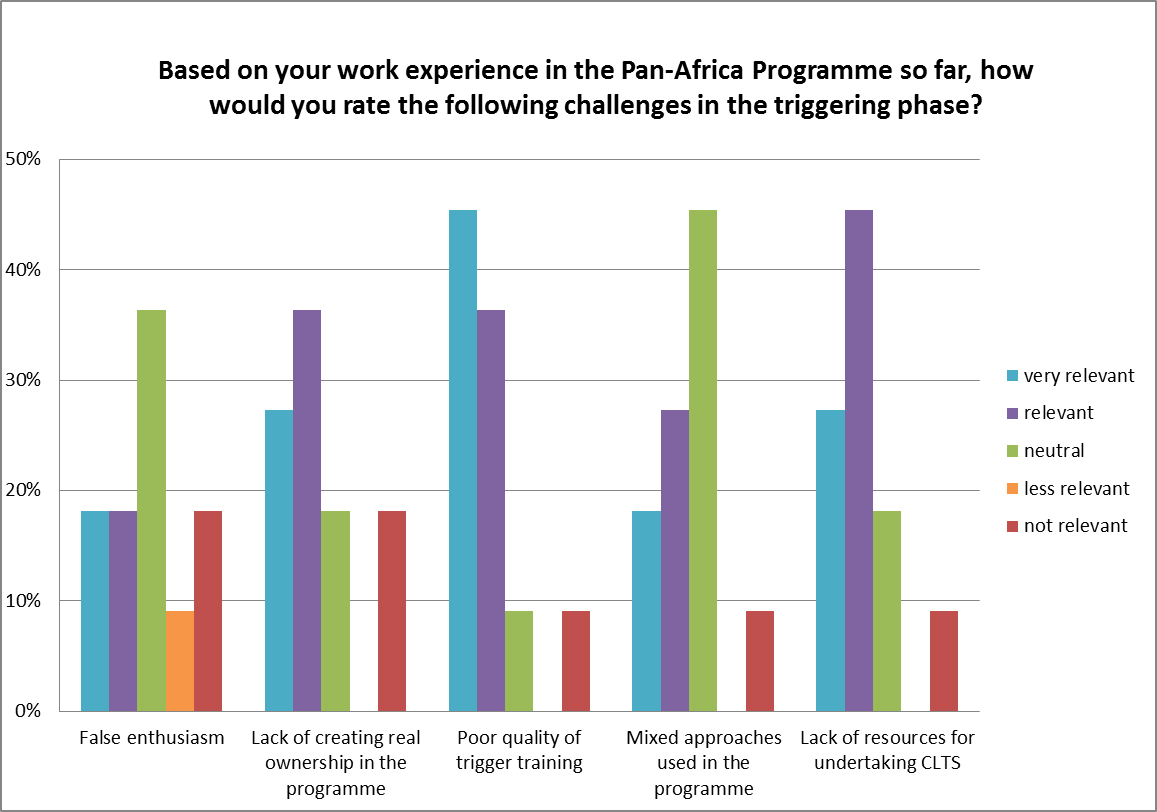 Based on your work experience in the Pan-Africa Programme so far, how
would you rate the following challenges in the triggering phase?
50%
40%
30%
20%
10%
0%
False enthusiasm
Lack of creating real
ownership in the
programme
Poor quality of
trigger training
Mixed approaches
used in the
programme
Lack of resources for
undertaking CLTS
very relevant
relevant
neutral
less relevant
not relevant